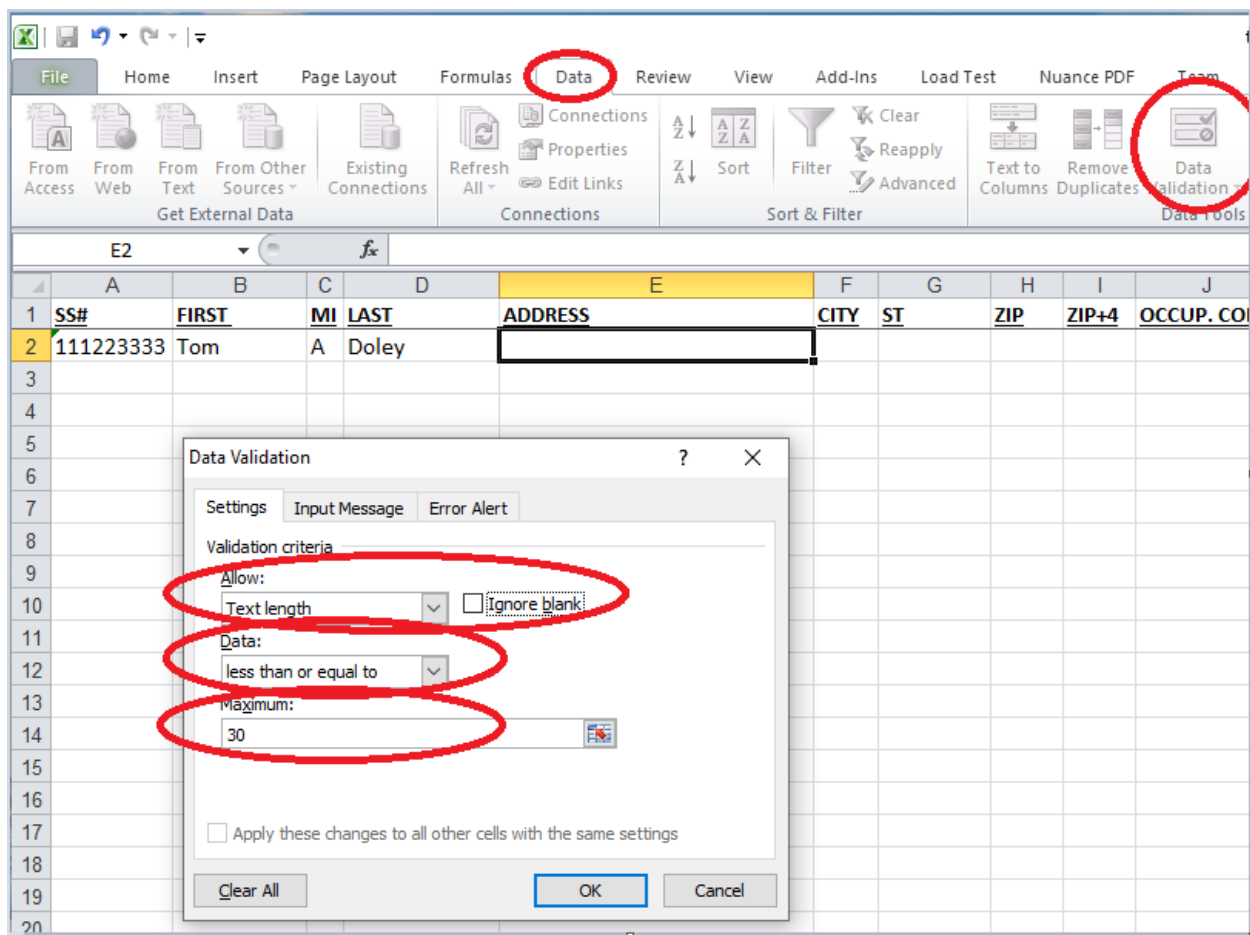 File Home Insert Page Layout Formulas Data Review View Add-Ins Load Test Nuance PDF Team
From Access From Web From Text From Other Sources Existing Connections Refresh All Connections Properties Edit Links Sort Filter Clear Reapply Advanced Text to Columns Remove Duplicates Data Validation
Get External Data Connections Sort & Filter Data Tools
E2 fx
A B C D E F G H I J
1 SS# FIRST MI LAST ADDRESS CITY ST ZIP ZIP+4 OCCUP.
2 111223333 Tom A Doley
3
4
5
6
7
8
9
10
11
12
13
14
15
16
17
18
19
20
Data Validation ?
Settings Input Message Error Alert
Validation criteria
Allow:
Text length Ignore blank
Data:
less than or equal to
Maximum:
30
Apply these changes to all other cells with the same settings
Clear All OK Cancel